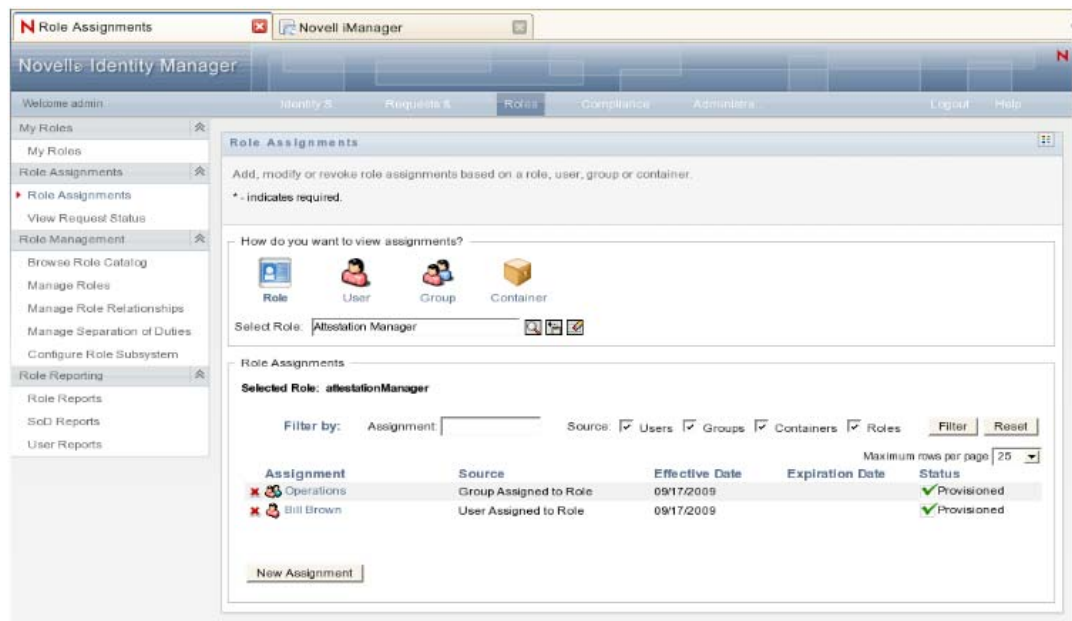 N Role Assignments
Novell iManager
Novell® Identity Manager
N
Welcome admin
Identity &
Requests &
Roles
Compliance
Administra
Logout
Help
My Roles
My Roles
Role Assignments
Role Assignments
View Request Status
Role Management
Browse Role Catalog
Manage Roles
Manage Role Relationships
Manage Separation of Duties
Configure Role Subsystem
Role Reporting
Role Reports
SoD Reports
User Reports
Role Assignments
Add, modify or revoke role assignments based on a role, user, group or container.
* - indicates required.
How do you want to view assignments?
Role User Group Container
Select Role: Attestation Manager
Role Assignments
Selected Role: attestationManager
Filter by: Assignment: Source: Users Groups Containers Roles Filter Reset
Maximum rows per page 25
Assignment Source Effective Date Expiration Date Status
Operations Group Assigned to Role 09/17/2009 Provisioned
Bill Brown User Assigned to Role 09/17/2009 Provisioned
New Assignment